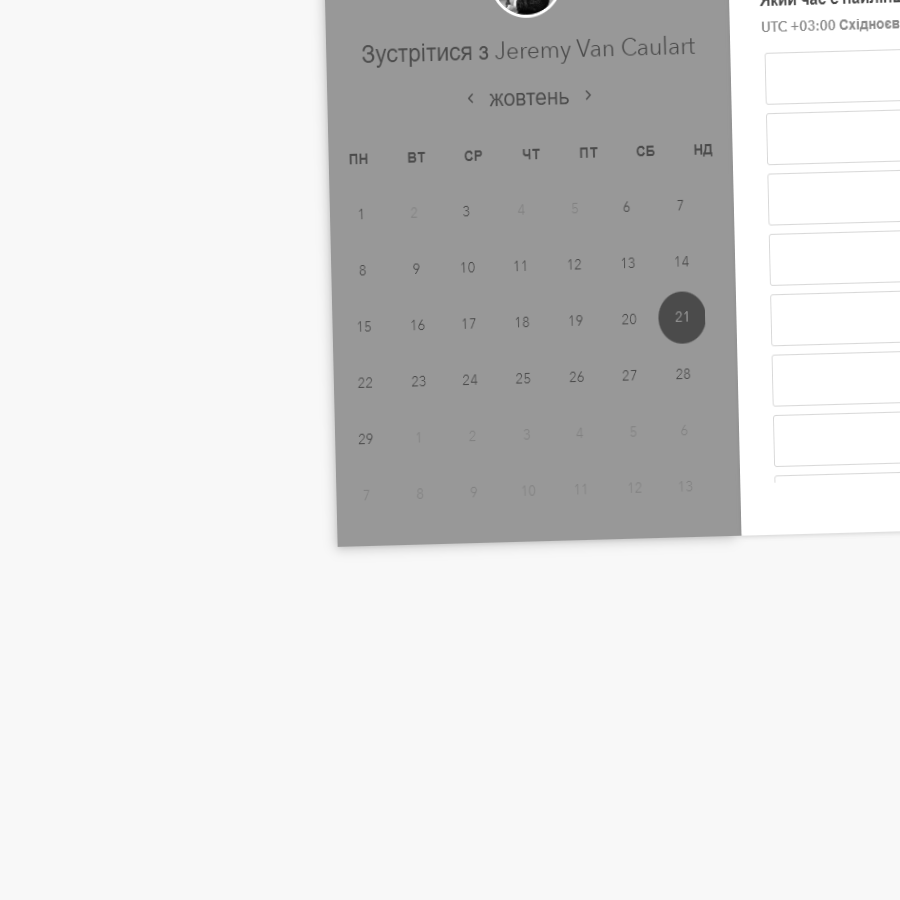 Який час є
UTC +03:00
Зустрітися з Jeremy Van Caulart
‹ жовтень ›
ПН ВТ СР ЧТ ПТ СБ НД
1 2 3 4 5 6 7
8 9 10 11 12 13 14
15 16 17 18 19 20 21
22 23 24 25 26 27 28
29 1 2 3 4 5 6
7 8 9 10 11 12 13